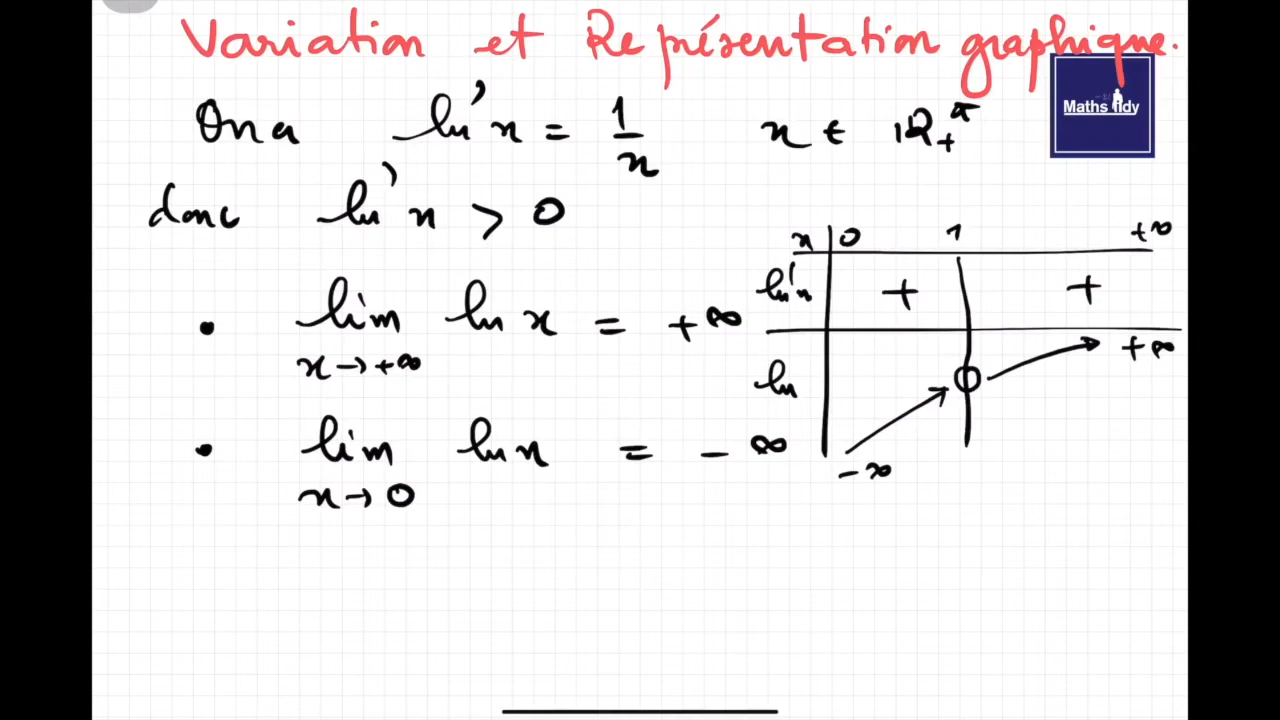 Variation et Représentation graphique.
Maths Idy
On a ln'x = 1/x x ∈ ℝ₊*
donc ln'x > 0
x 0 1 +∞
ln'x + +
• lim ln x = +∞
x→+∞
ln 0 +∞
-∞
• lim ln x = -∞
x→0